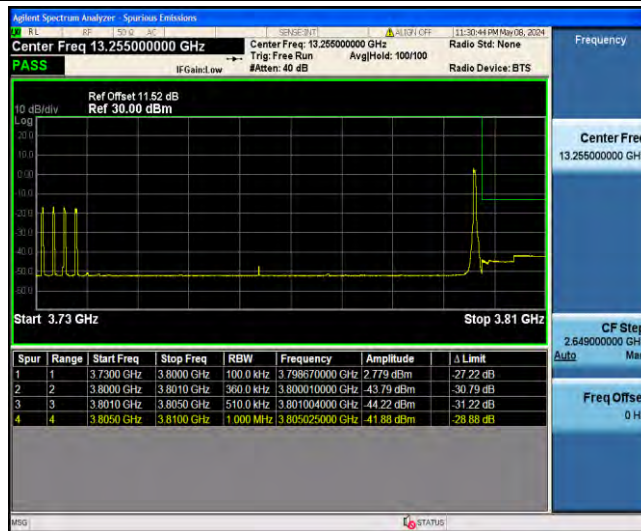 Agilent Spectrum Analyzer - Spurious Emissions
RL RF 50 Ω AC SENSE:INT ALIGN OFF 11:30:44 PM May 08, 2024
Center Freq 13.255000000 GHz Center Freq: 13.255000000 GHz Radio Std: None
PASS Trig: Free Run Avg|Hold: 100/100
IFGain:Low #Atten: 40 dB Radio Device: BTS
Ref Offset 11.52 dB
10 dB/div Ref 30.00 dBm
Log
20.0
10.0
0.00
-10.0
-20.0
-30.0
-40.0
-50.0
-60.0
Start 3.73 GHz Stop 3.81 GHz
Spur Range Start Freq Stop Freq RBW Frequency Amplitude Δ Limit
1 1 3.7300 GHz 3.8000 GHz 100.0 kHz 3.798670000 GHz 2.779 dBm -27.22 dB
2 2 3.8000 GHz 3.8010 GHz 360.0 kHz 3.800010000 GHz -43.79 dBm -30.79 dB
3 3 3.8010 GHz 3.8050 GHz 510.0 kHz 3.801004000 GHz -44.22 dBm -31.22 dB
4 4 3.8050 GHz 3.8100 GHz 1.000 MHz 3.805025000 GHz -41.88 dBm -28.88 dB
Frequency
Center Fre
13.255000000 GH
CF Step
2.649000000 GH
Auto Ma
Freq Offse
0 H
MSG STATUS